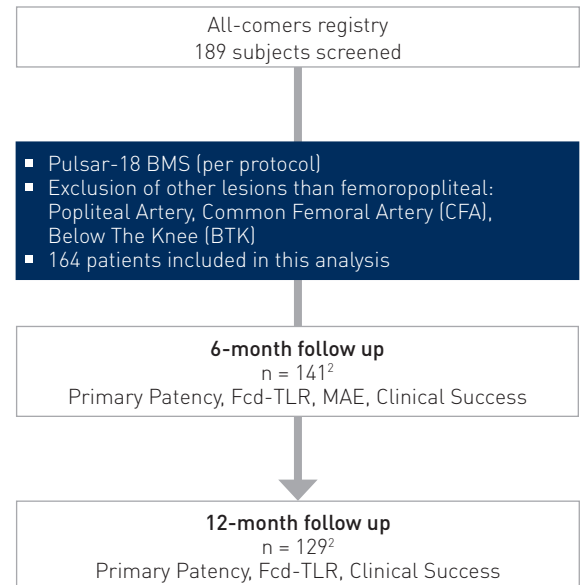 All-comers registry
189 subjects screened
▪ Pulsar-18 BMS (per protocol)
▪ Exclusion of other lesions than femoropopliteal:
Popliteal Artery, Common Femoral Artery (CFA),
Below The Knee (BTK)
▪ 164 patients included in this analysis
6-month follow up
n = 141²
Primary Patency, Fcd-TLR, MAE, Clinical Success
12-month follow up
n = 129²
Primary Patency, Fcd-TLR, Clinical Success